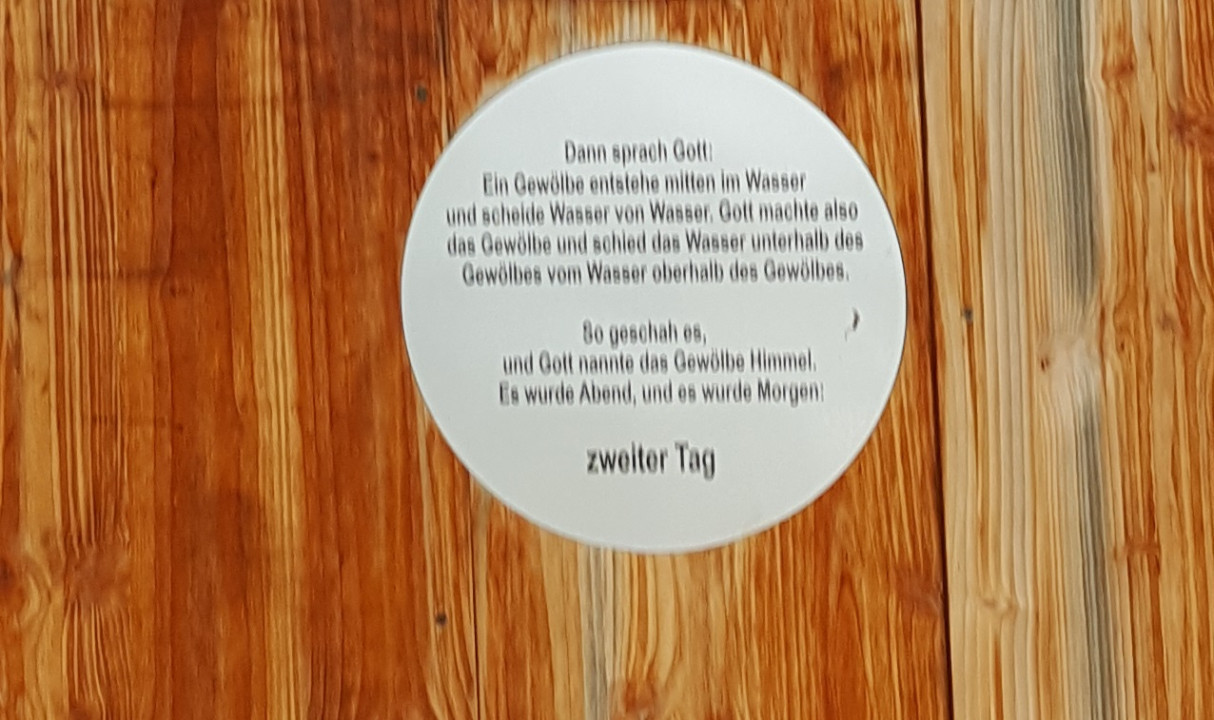 Dann sprach Gott:
Ein Gewölbe entstehe mitten im Wasser
und scheide Wasser von Wasser. Gott machte also
das Gewölbe und schied das Wasser unterhalb des
Gewölbes vom Wasser oberhalb des Gewölbes.
So geschah es,
und Gott nannte das Gewölbe Himmel.
Es wurde Abend, und es wurde Morgen:
zweiter Tag